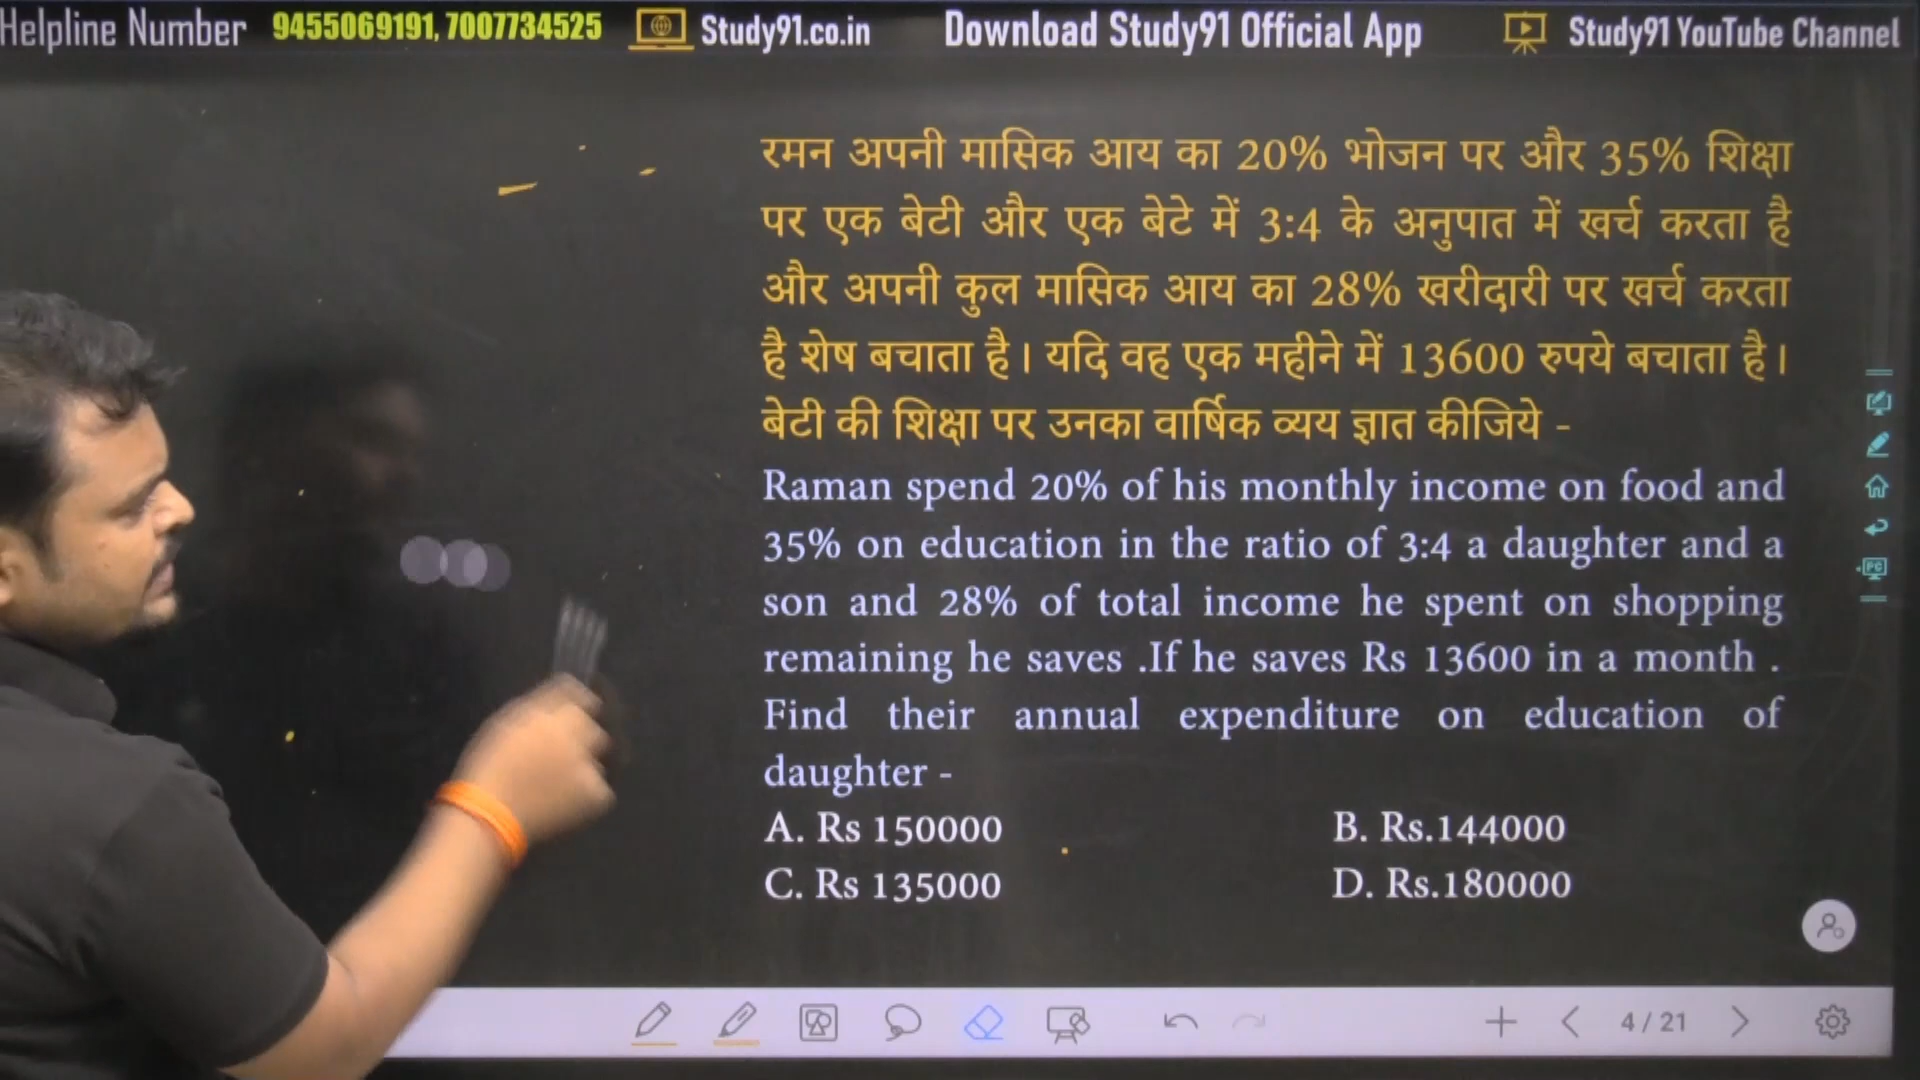 Helpline Number 9455069191, 7007734525 Study91.co.in Download Study91 Official App Study91 YouTube Channel
रमन अपनी मासिक आय का 20% भोजन पर और 35% शिक्षा
पर एक बेटी और एक बेटे में 3:4 के अनुपात में खर्च करता है
और अपनी कुल मासिक आय का 28% खरीदारी पर खर्च करता
है शेष बचाता है। यदि वह एक महीने में 13600 रुपये बचाता है।
बेटी की शिक्षा पर उनका वार्षिक व्यय ज्ञात कीजिये -
Raman spend 20% of his monthly income on food and
35% on education in the ratio of 3:4 a daughter and a
son and 28% of total income he spent on shopping
remaining he saves .If he saves Rs 13600 in a month .
Find their annual expenditure on education of
daughter -
A. Rs 150000 B. Rs.144000
C. Rs 135000 D. Rs.180000
PC
4 / 21